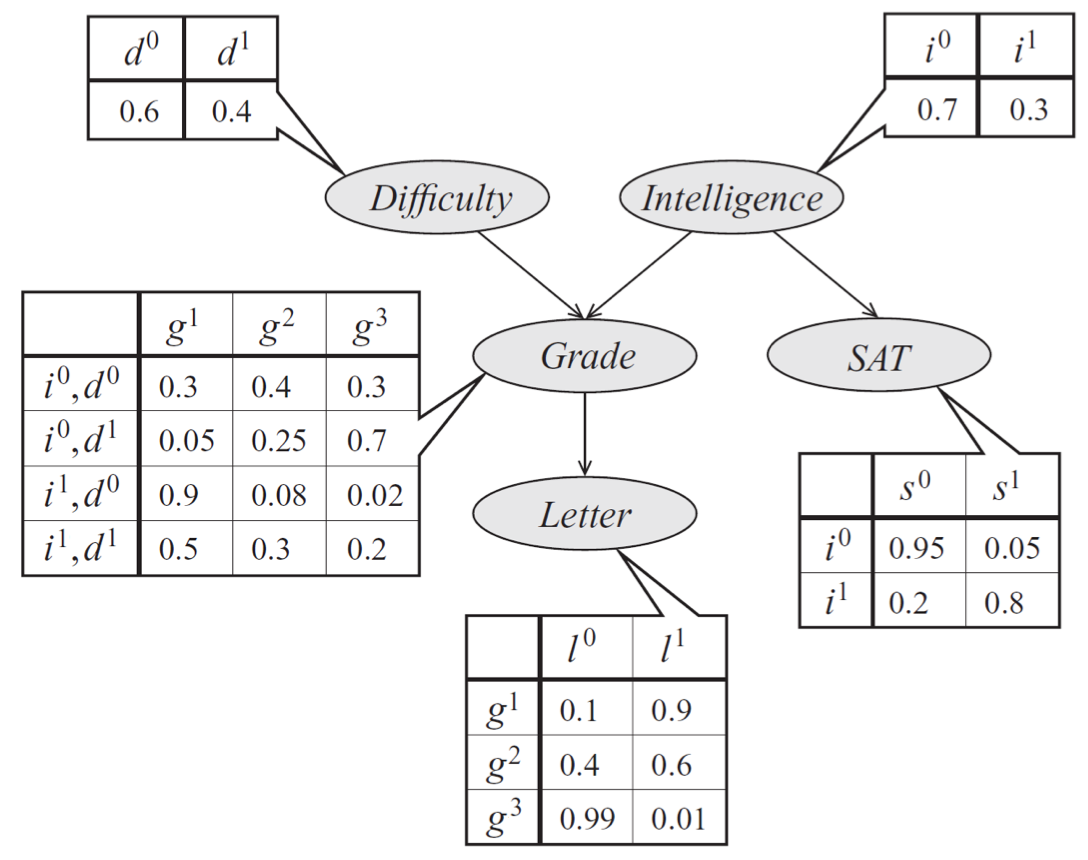 d⁰ d¹
0.6 0.4
i⁰ i¹
0.7 0.3
Difficulty
Intelligence
g¹ g² g³
i⁰,d⁰ 0.3 0.4 0.3
i⁰,d¹ 0.05 0.25 0.7
i¹,d⁰ 0.9 0.08 0.02
i¹,d¹ 0.5 0.3 0.2
Grade
SAT
Letter
s⁰ s¹
i⁰ 0.95 0.05
i¹ 0.2 0.8
l⁰ l¹
g¹ 0.1 0.9
g² 0.4 0.6
g³ 0.99 0.01